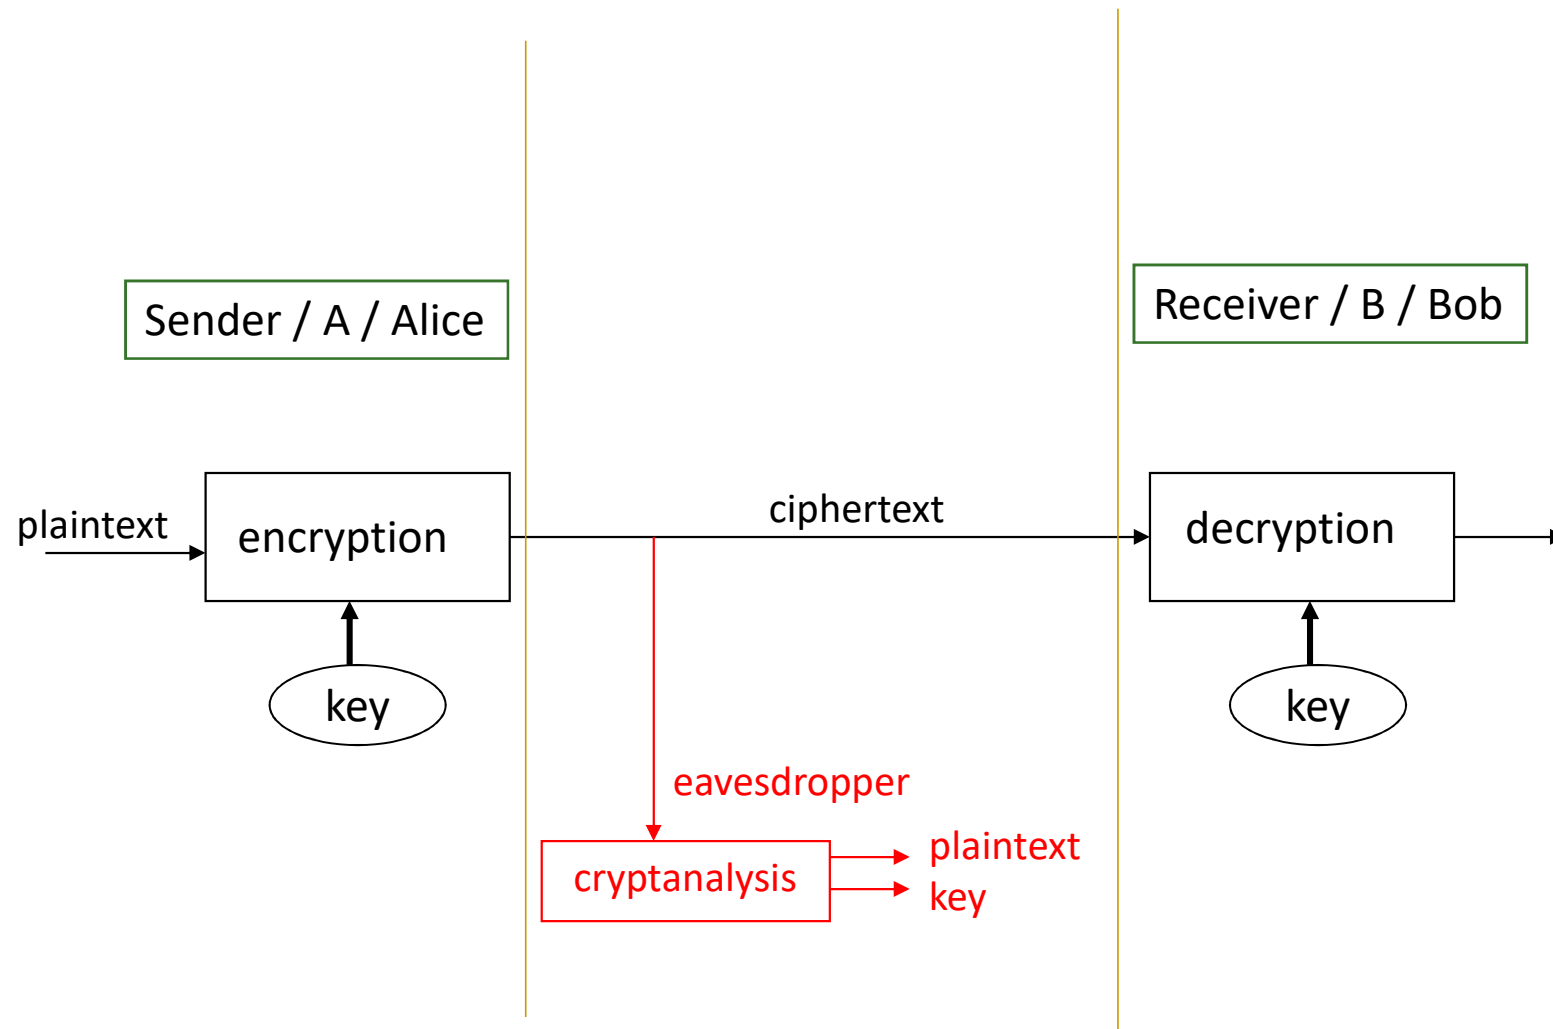 Sender / A / Alice
Receiver / B / Bob
plaintext
encryption
ciphertext
decryption
key
key
eavesdropper
cryptanalysis
plaintext
key